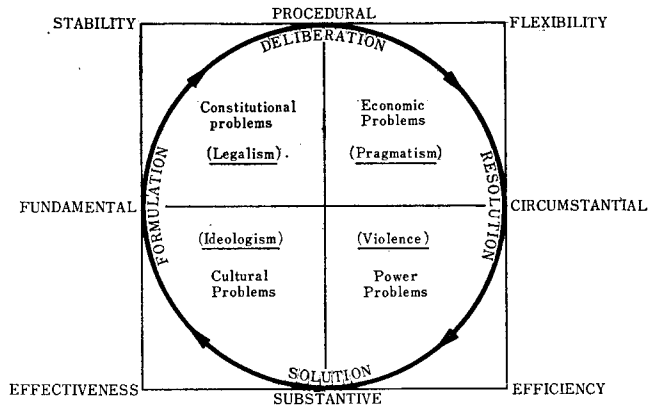 PROCEDURAL
STABILITY
FLEXIBILITY
DELIBERATION
Constitutional
problems
Economic
Problems
(Legalism).
(Pragmatism)
FORMULATION
RESOLUTION
FUNDAMENTAL
CIRCUMSTANTIAL
(Ideologism)
(Violence)
Cultural
Problems
Power
Problems
SOLUTION
EFFECTIVENESS
EFFICIENCY
SUBSTANTIVE